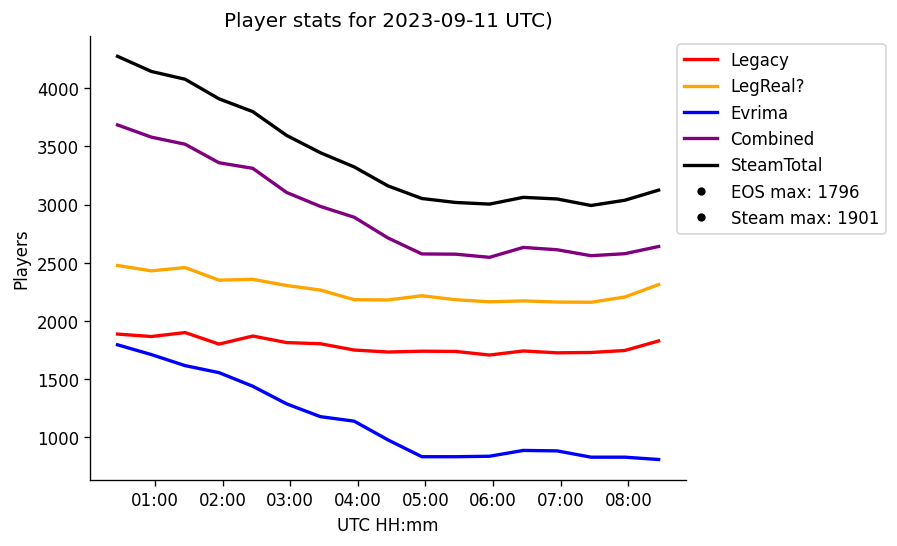 Player stats for 2023-09-11 UTC)
Legacy
LegReal?
Evrima
Combined
SteamTotal
EOS max: 1796
Steam max: 1901
Players
4000
3500
3000
2500
2000
1500
1000
01:00 02:00 03:00 04:00 05:00 06:00 07:00 08:00
UTC HH:mm